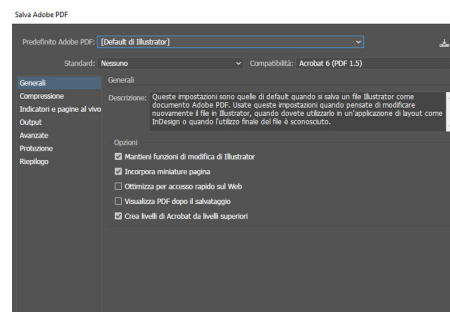 Salva Adobe PDF
Predefinito Adobe PDF: [Default di Illustrator]
Standard: Nessuno Compatibilità: Acrobat 6 (PDF 1.5)
Generali
Compressione
Indicatori e pagine al vivo
Output
Avanzate
Protezione
Riepilogo
Generali
Descrizione: Queste impostazioni sono quelle di default quando si salva un file Illustrator come
documento Adobe PDF. Usate queste impostazioni quando pensate di modificare
nuovamente il file in Illustrator, quando dovete utilizzarlo in un'applicazione di layout come
InDesign o quando l'utilizzo finale del file è sconosciuto.
Opzioni
Mantieni funzioni di modifica di Illustrator
Incorpora miniature pagina
Ottimizza per accesso rapido sul Web
Visualizza PDF dopo il salvataggio
Crea livelli di Acrobat da livelli superiori